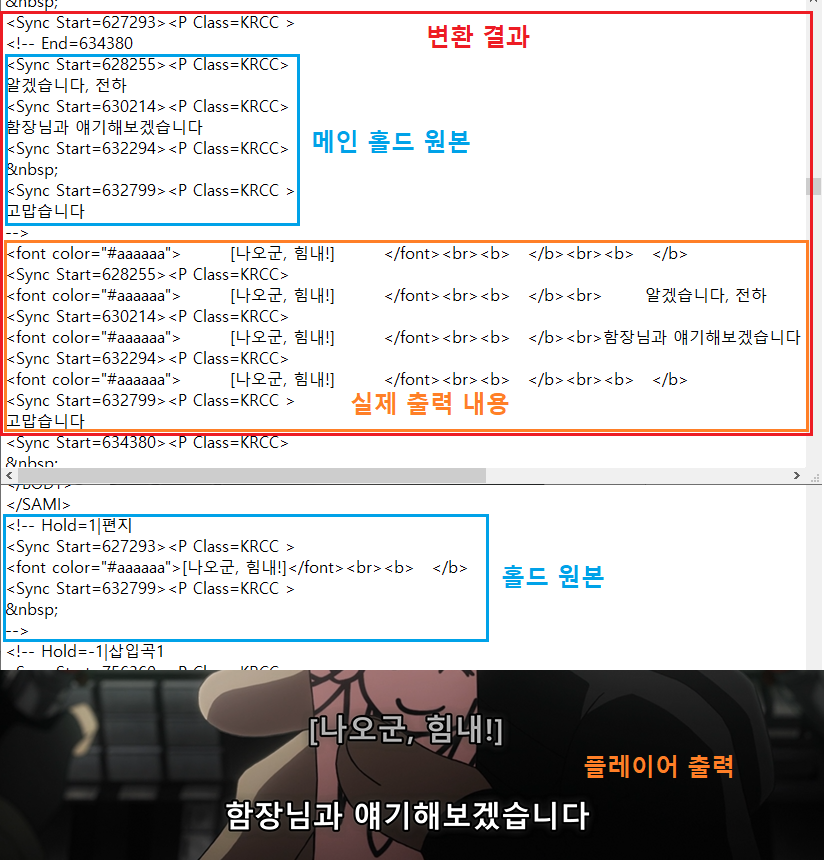 &nbsp;
<Sync Start=627293><P Class=KRCC >
변환 결과
<!-- End=634380
<Sync Start=628255><P Class=KRCC>
알겠습니다, 전하
<Sync Start=630214><P Class=KRCC>
함장님과 얘기해보겠습니다
메인 홀드 원본
<Sync Start=632294><P Class=KRCC>
&nbsp;
<Sync Start=632799><P Class=KRCC >
고맙습니다
-->
<font color="#aaaaaa">          [나오군, 힘내!]          </font><br><b>   </b><br><b>   </b>
<Sync Start=628255><P Class=KRCC>
<font color="#aaaaaa">          [나오군, 힘내!]          </font><br><b>   </b><br>         알겠습니다, 전하
<Sync Start=630214><P Class=KRCC>
<font color="#aaaaaa">          [나오군, 힘내!]          </font><br><b>   </b><br>함장님과 얘기해보겠습니다
<Sync Start=632294><P Class=KRCC>
<font color="#aaaaaa">          [나오군, 힘내!]          </font><br><b>   </b><br><b>   </b>
<Sync Start=632799><P Class=KRCC >
실제 출력 내용
고맙습니다
<Sync Start=634380><P Class=KRCC>
&nbsp;
</BODY>
</SAMI>
<!-- Hold=1|편지
<Sync Start=627293><P Class=KRCC >
<font color="#aaaaaa">[나오군, 힘내!]</font><br><b>   </b>
홀드 원본
<Sync Start=632799><P Class=KRCC >
&nbsp;
-->
<!-- Hold=-1|삽입곡1
[나오군, 힘내!]
플레이어 출력
함장님과 얘기해보겠습니다